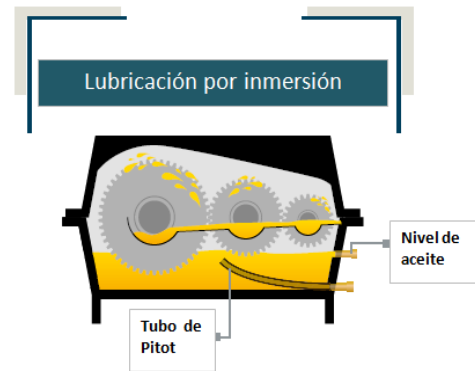 Lubricación por inmersión
Nivel de
aceite
Tubo de
Pitot